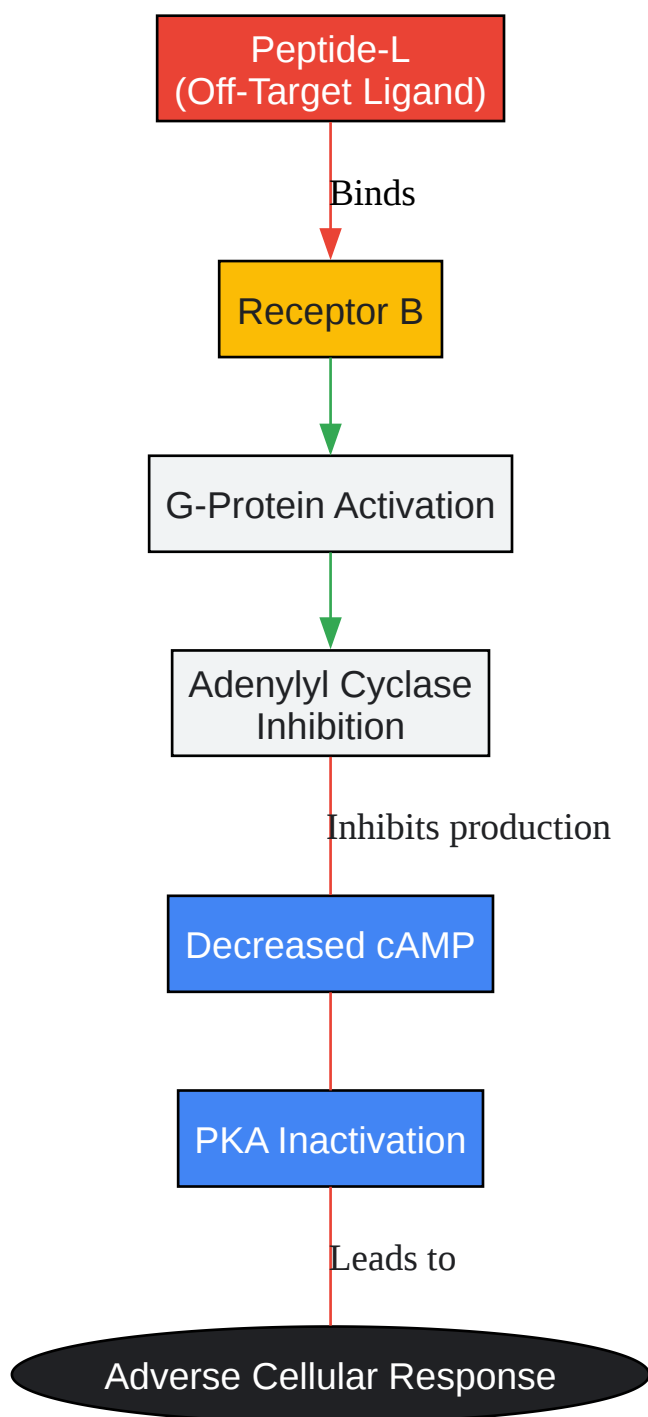 Peptide-L
(Off-Target Ligand)
Binds
Receptor B
G-Protein Activation
Adenylyl Cyclase
Inhibition
Inhibits production
Decreased cAMP
PKA Inactivation
Leads to
Adverse Cellular Response